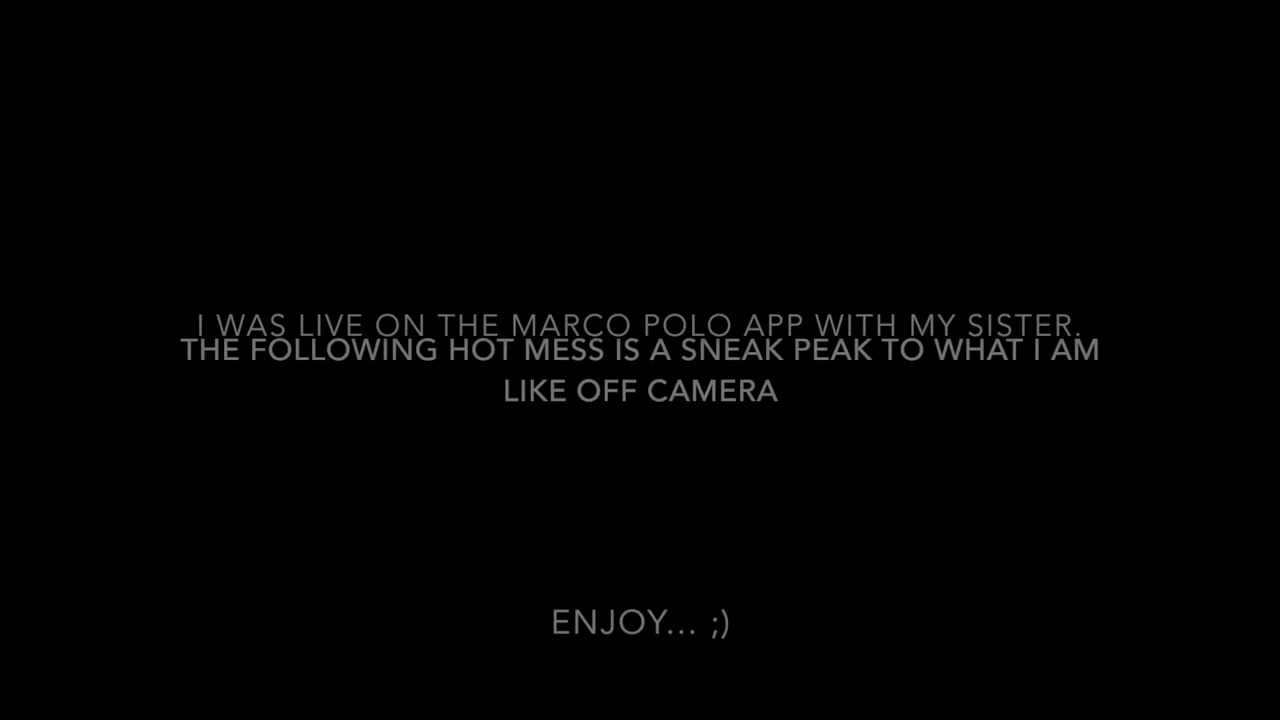 I WAS LIVE ON THE MARCO POLO APP WITH MY SISTER.
THE FOLLOWING HOT MESS IS A SNEAK PEAK TO WHAT I AM
LIKE OFF CAMERA
ENJOY... ;)